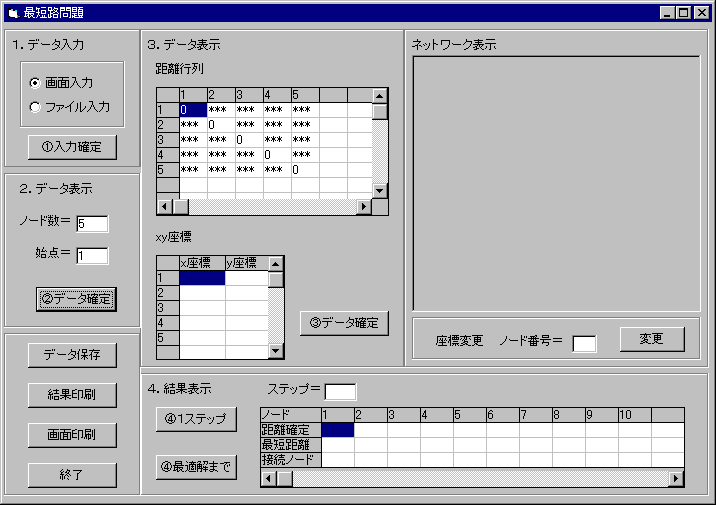 最短路問題
1. データ入力
画面入力
ファイル入力
①入力確定
2. データ表示
ノード数＝ 5
始点＝ 1
②データ確定
データ保存
結果印刷
画面印刷
終了
3. データ表示
距離行列
1 2 3 4 5
1 0 *** *** *** ***
2 *** 0 *** *** ***
3 *** *** 0 *** ***
4 *** *** *** 0 ***
5 *** *** *** *** 0
xy座標
x座標 y座標
1
2
3
4
5
③データ確定
ネットワーク表示
座標変更 ノード番号＝ 変更
4. 結果表示 ステップ＝
④1ステップ
④最適解まで
ノード 1 2 3 4 5 6 7 8 9 10
距離確定
最短距離
接続ノード